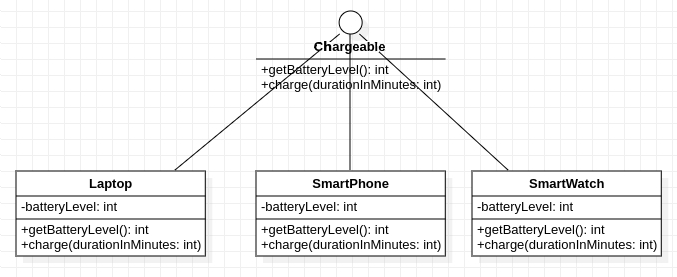 Chargeable
+getBatteryLevel(): int
+charge(durationInMinutes: int)
Laptop
-batteryLevel: int
+getBatteryLevel(): int
+charge(durationInMinutes: int)
SmartPhone
-batteryLevel: int
+getBatteryLevel(): int
+charge(durationInMinutes: int)
SmartWatch
-batteryLevel: int
+getBatteryLevel(): int
+charge(durationInMinutes: int)